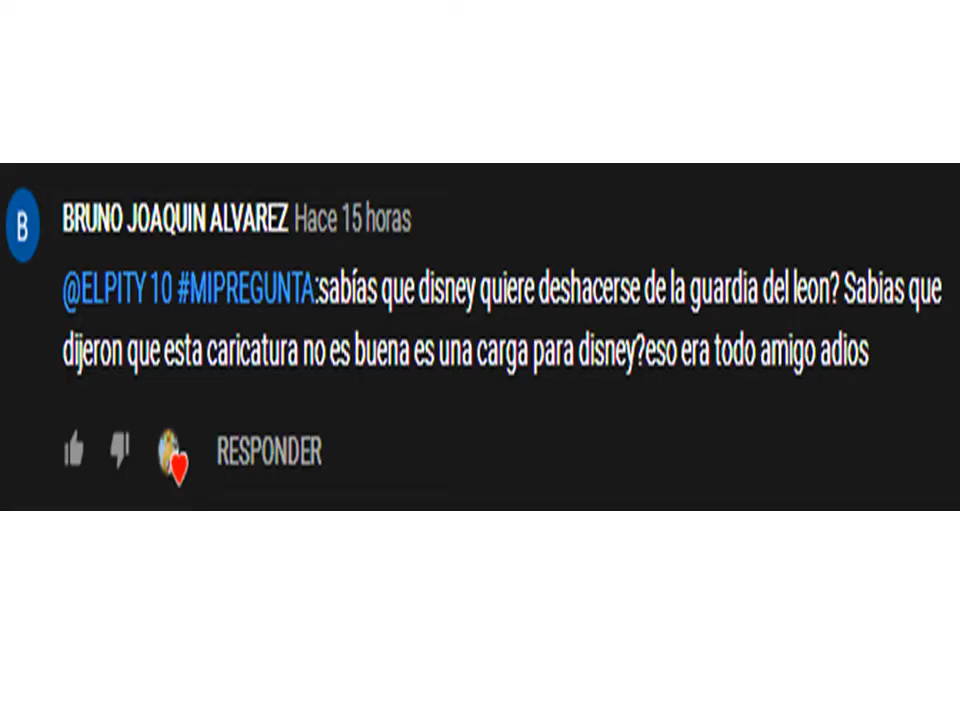 B
BRUNO JOAQUIN ALVAREZ Hace 15 horas
@ELPITY 10 #MIPREGUNTA:sabías que disney quiere deshacerse de la guardia del leon? Sabias que
dijeron que esta caricatura no es buena es una carga para disney?eso era todo amigo adios
RESPONDER